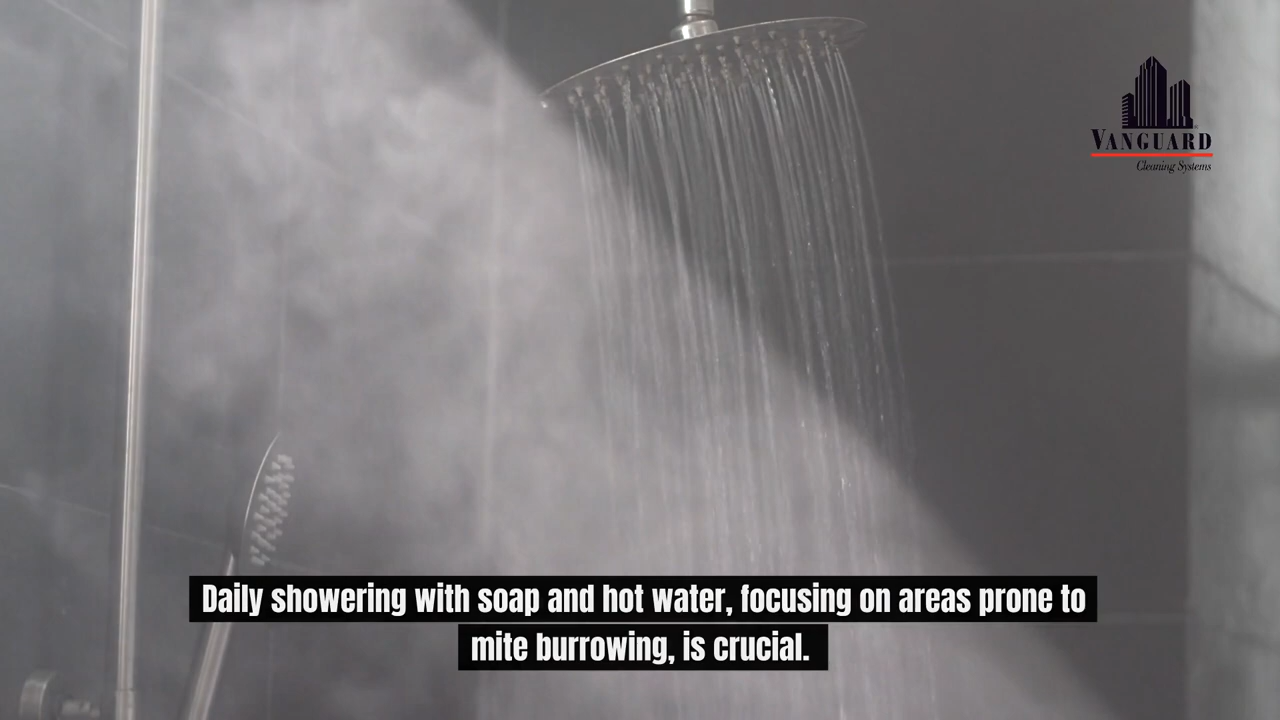 VANGUARD
Cleaning Systems
Daily showering with soap and hot water, focusing on areas prone to
mite burrowing, is crucial.